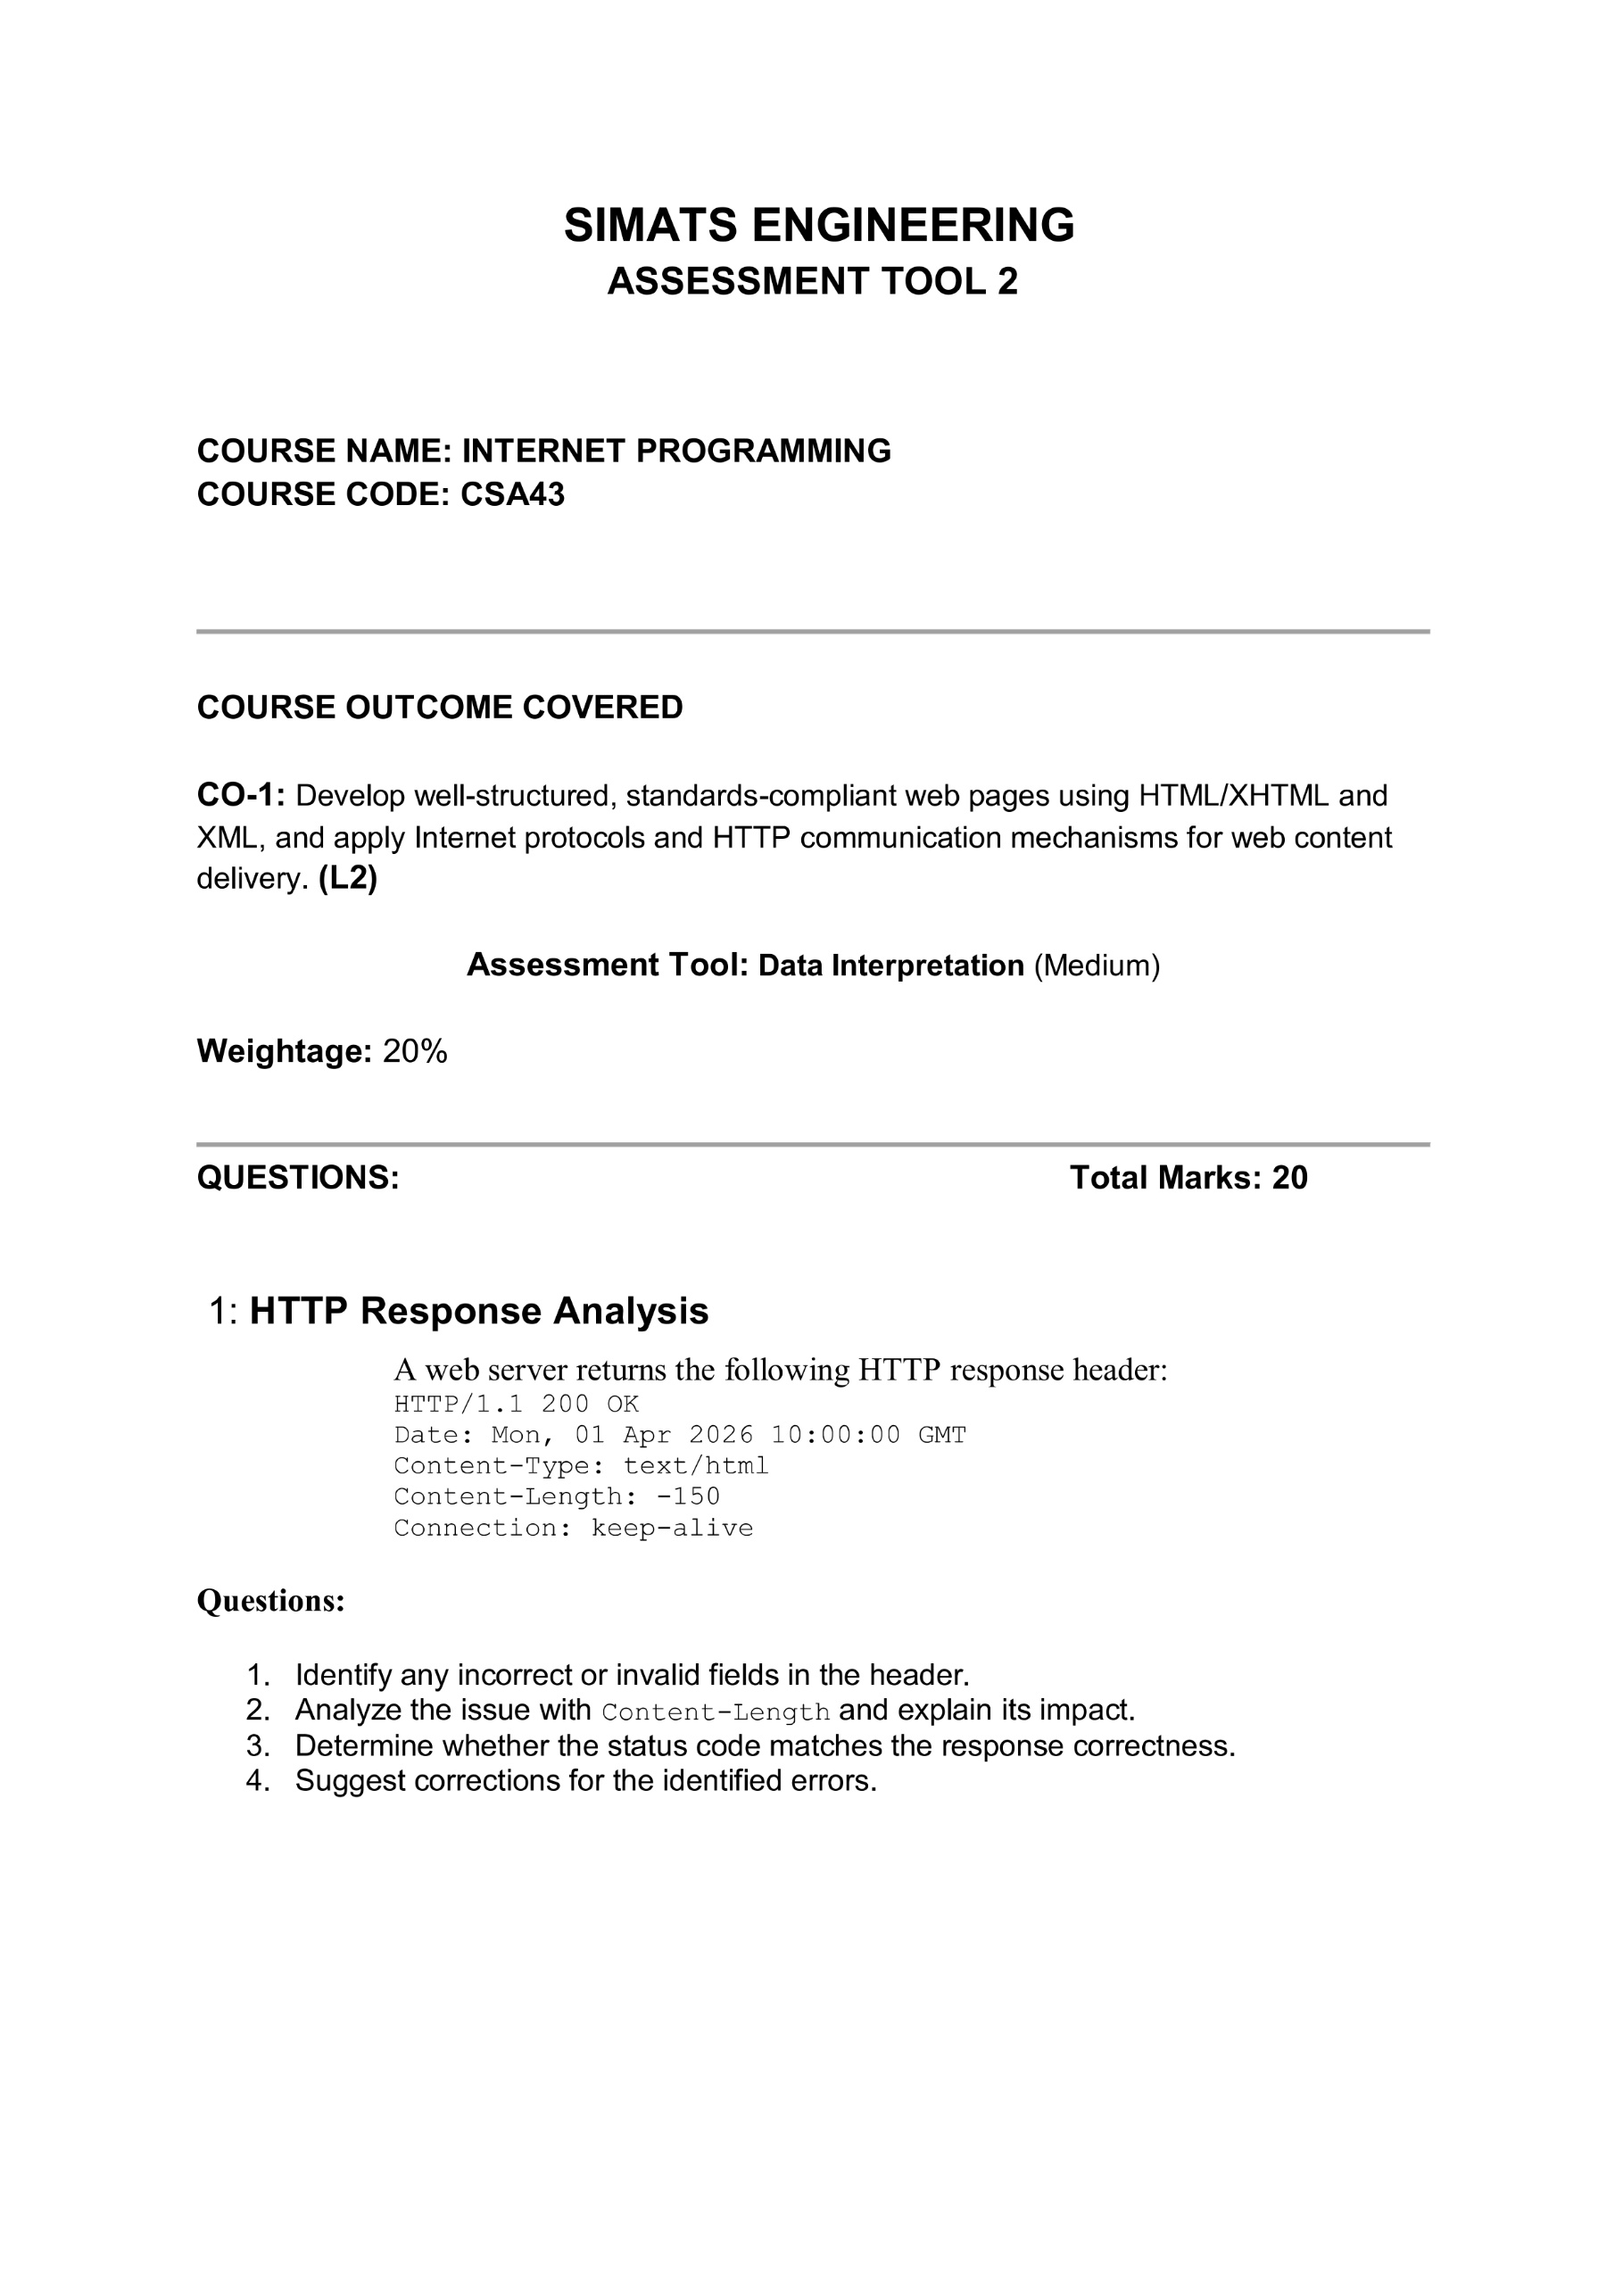 SIMATS ENGINEERING
ASSESSMENT TOOL 2
COURSE NAME: INTERNET PROGRAMMING
COURSE CODE: CSA43
COURSE OUTCOME COVERED
CO-1: Develop well-structured, standards-compliant web pages using HTML/XHTML and
XML, and apply Internet protocols and HTTP communication mechanisms for web content
delivery. (L2)
Assessment Tool: Data Interpretation (Medium)
Weightage: 20%
QUESTIONS: Total Marks: 20
1: HTTP Response Analysis
A web server returns the following HTTP response header:
HTTP/1.1 200 OK
Date: Mon, 01 Apr 2026 10:00:00 GMT
Content-Type: text/html
Content-Length: -150
Connection: keep-alive
Questions:
1. Identify any incorrect or invalid fields in the header.
2. Analyze the issue with Content-Length and explain its impact.
3. Determine whether the status code matches the response correctness.
4. Suggest corrections for the identified errors.